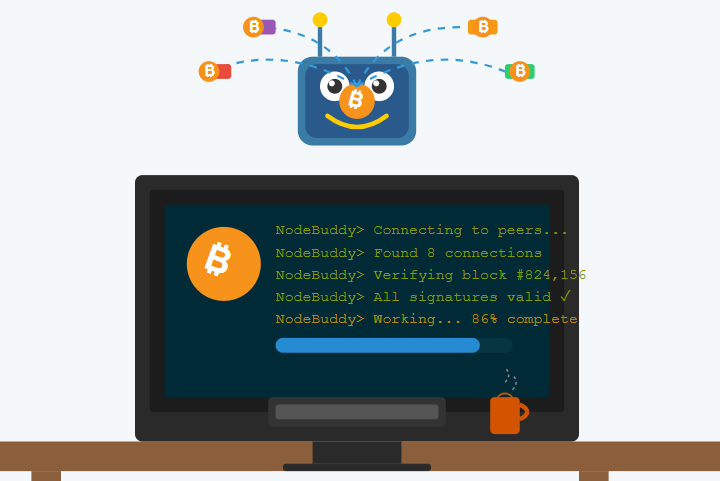 NodeBuddy> Connecting to peers...
NodeBuddy> Found 8 connections
NodeBuddy> Verifying block #824,156
NodeBuddy> All signatures valid ✓
NodeBuddy> Working... 86% complete